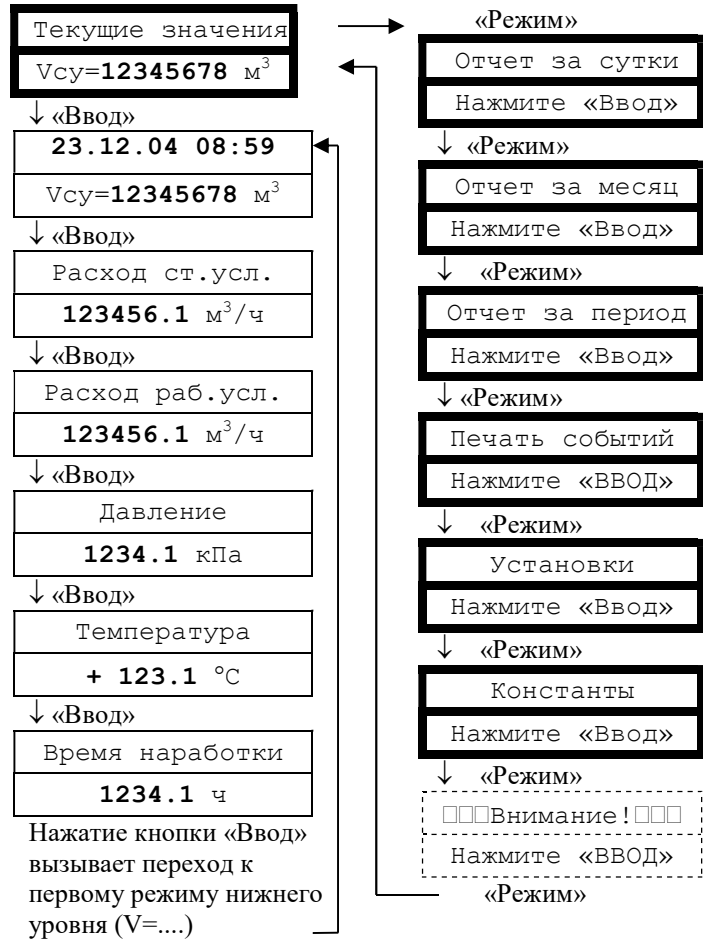 Текущие значения
Vсу=12345678 м³
↓ «Ввод»
23.12.04 08:59
Vсу=12345678 м³
↓ «Ввод»
Расход ст.усл.
123456.1 м³/ч
↓ «Ввод»
Расход раб.усл.
123456.1 м³/ч
↓ «Ввод»
Давление
1234.1 кПа
↓ «Ввод»
Температура
+ 123.1 °С
↓ «Ввод»
Время наработки
1234.1 ч
Нажатие кнопки «Ввод»
вызывает переход к
первому режиму нижнего
уровня (V=....)
«Режим»
Отчет за сутки
Нажмите «Ввод»
↓ «Режим»
Отчет за месяц
Нажмите «Ввод»
↓ «Режим»
Отчет за период
Нажмите «Ввод»
↓ «Режим»
Печать событий
Нажмите «ВВОД»
↓ «Режим»
Установки
Нажмите «Ввод»
↓ «Режим»
Константы
Нажмите «Ввод»
↓ «Режим»
□□□Внимание!□□□
Нажмите «ВВОД»
«Режим»